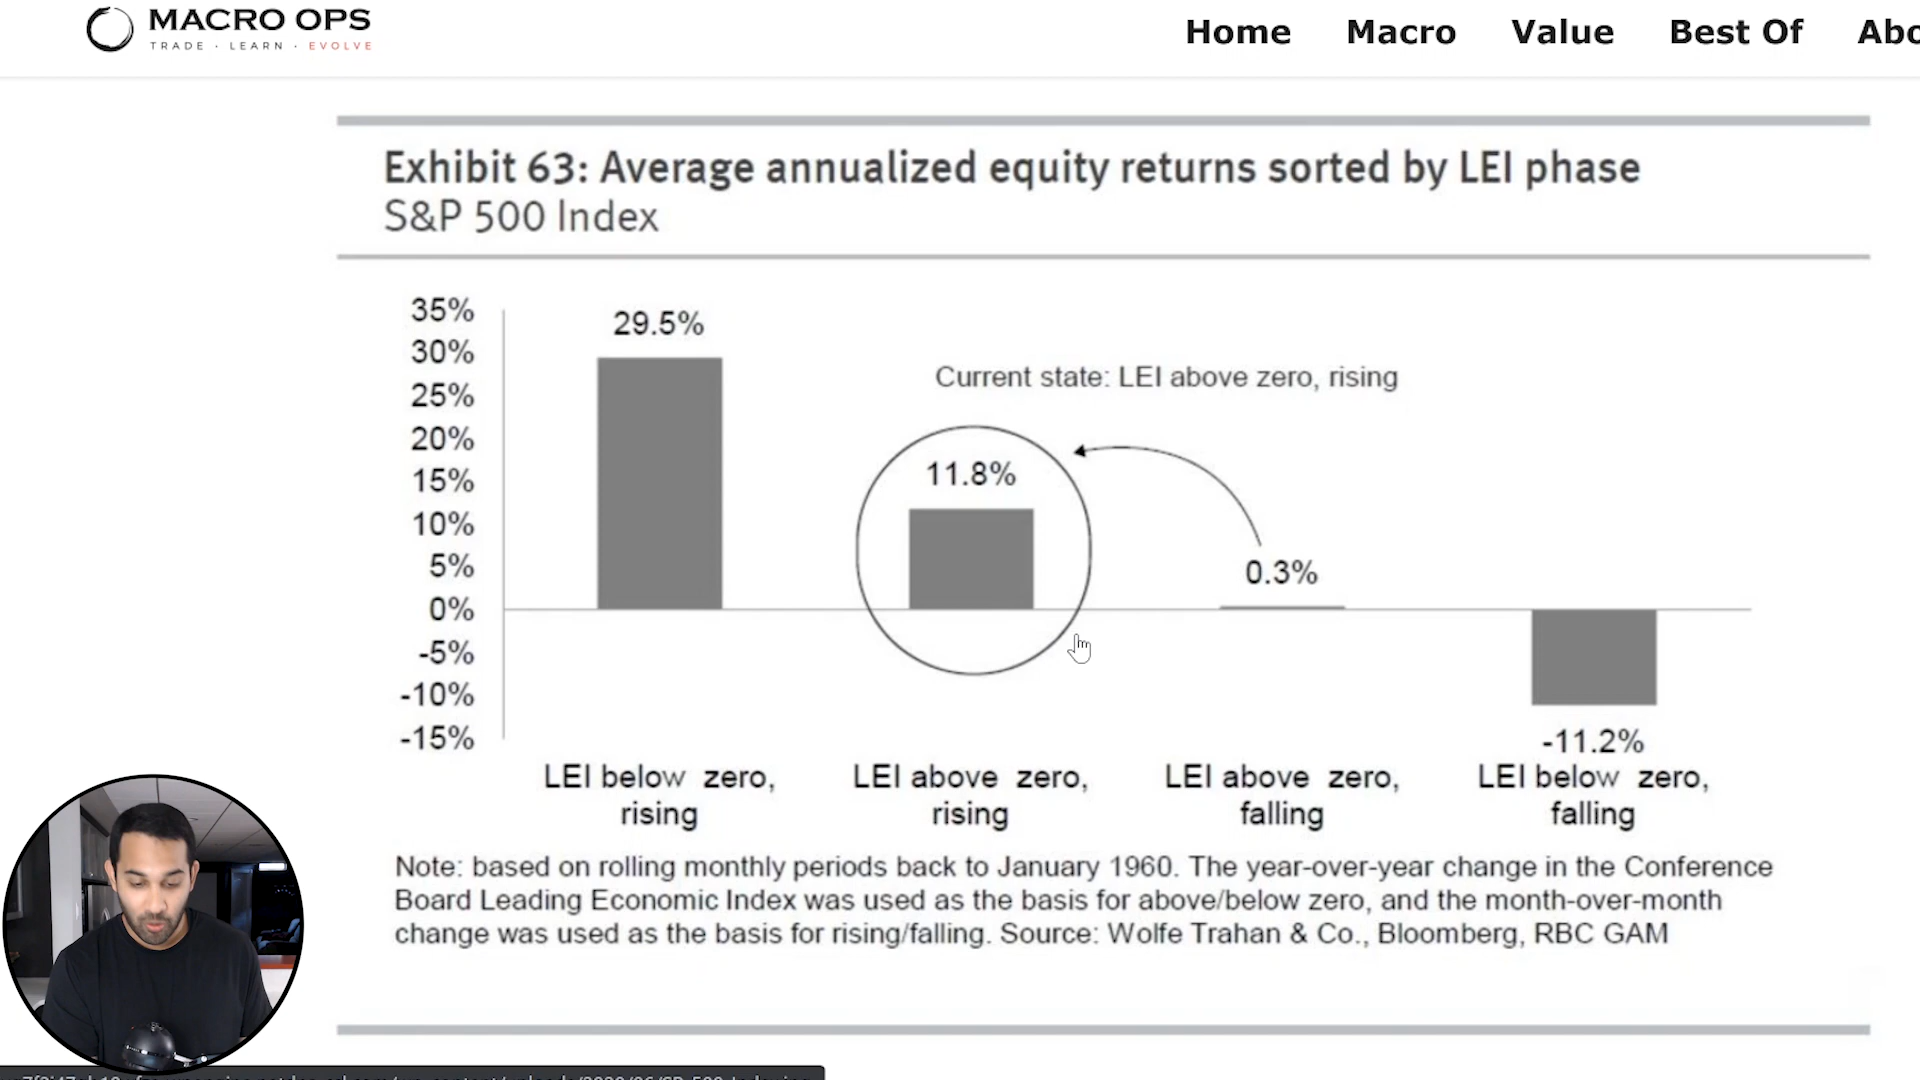 MACRO OPS
TRADE · LEARN · EVOLVE
Home Macro Value Best Of Abo
Exhibit 63: Average annualized equity returns sorted by LEI phase
S&P 500 Index
35%
30%
25%
20%
15%
10%
5%
0%
-5%
-10%
-15%
29.5%
Current state: LEI above zero, rising
11.8%
0.3%
-11.2%
LEI below zero,
rising
LEI above zero,
rising
LEI above zero,
falling
LEI below zero,
falling
Note: based on rolling monthly periods back to January 1960. The year-over-year change in the Conference
Board Leading Economic Index was used as the basis for above/below zero, and the month-over-month
change was used as the basis for rising/falling. Source: Wolfe Trahan & Co., Bloomberg, RBC GAM